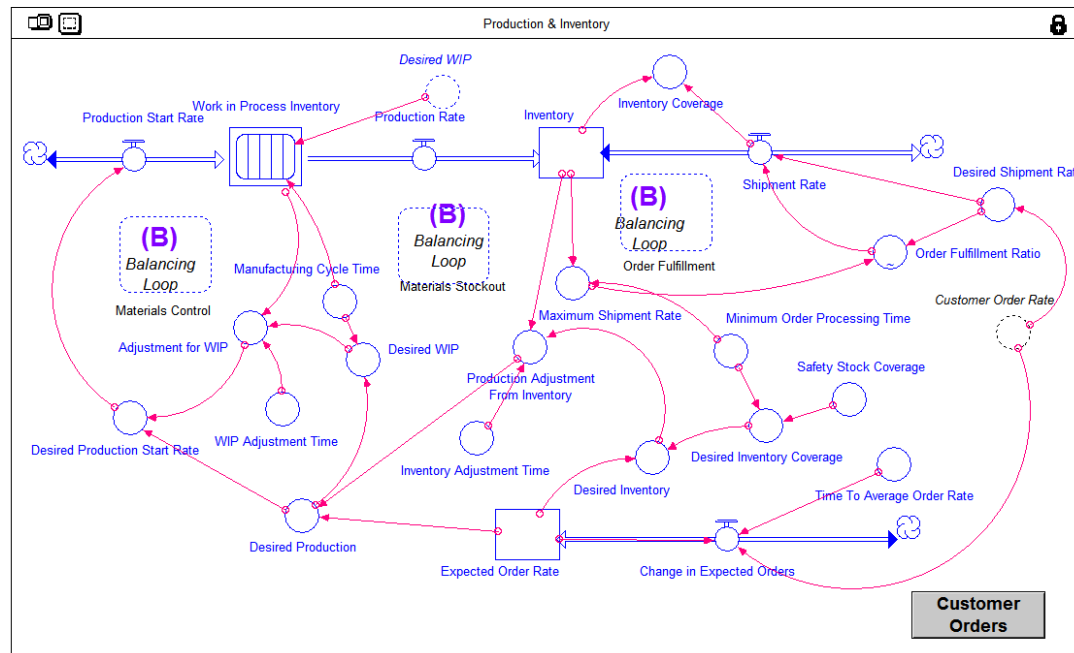 Production & Inventory
Desired WIP
Work in Process Inventory
Production Start Rate
Production Rate
Inventory
Inventory Coverage
Shipment Rate
Desired Shipment Rat
(B)
Balancing
Loop
Materials Control
(B)
Balancing
Loop
Materials Stockout
(B)
Balancing
Loop
Order Fulfillment
Order Fulfillment Ratio
~
Manufacturing Cycle Time
Customer Order Rate
Maximum Shipment Rate
Minimum Order Processing Time
Adjustment for WIP
Desired WIP
Production Adjustment
From Inventory
Safety Stock Coverage
WIP Adjustment Time
Desired Production Start Rate
Inventory Adjustment Time
Desired Inventory Coverage
Desired Inventory
Time To Average Order Rate
Desired Production
Expected Order Rate
Change in Expected Orders
Customer
Orders